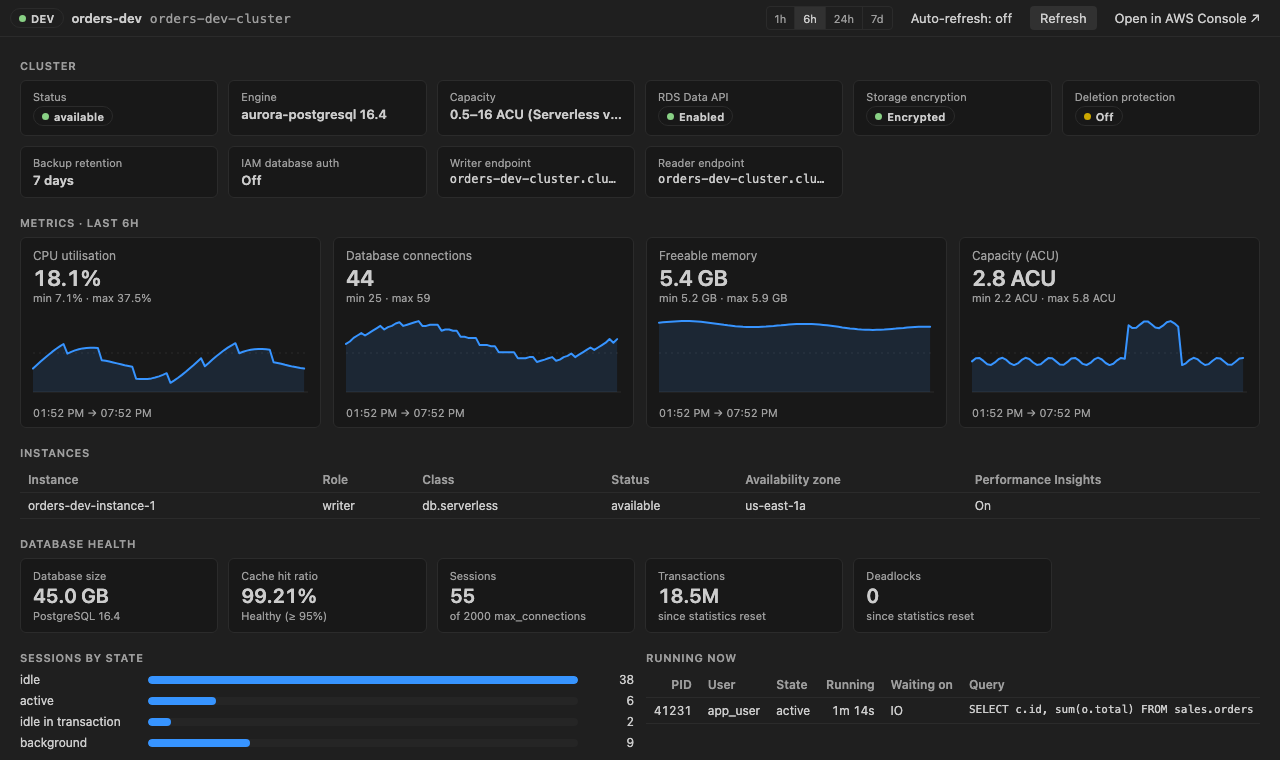 DEV orders-dev orders-dev-cluster 1h 6h 24h 7d Auto-refresh: off Refresh Open in AWS Console ↗
CLUSTER
Status
available
Engine
aurora-postgresql 16.4
Capacity
0.5–16 ACU (Serverless v...
RDS Data API
Enabled
Storage encryption
Encrypted
Deletion protection
Off
Backup retention
7 days
IAM database auth
Off
Writer endpoint
orders-dev-cluster.clu…
Reader endpoint
orders-dev-cluster.clu…
METRICS · LAST 6H
CPU utilisation
18.1%
min 7.1% · max 37.5%
01:52 PM → 07:52 PM
Database connections
44
min 25 · max 59
01:52 PM → 07:52 PM
Freeable memory
5.4 GB
min 5.2 GB · max 5.9 GB
01:52 PM → 07:52 PM
Capacity (ACU)
2.8 ACU
min 2.2 ACU · max 5.8 ACU
01:52 PM → 07:52 PM
INSTANCES
Instance Role Class Status Availability zone Performance Insights
orders-dev-instance-1 writer db.serverless available us-east-1a On
DATABASE HEALTH
Database size
45.0 GB
PostgreSQL 16.4
Cache hit ratio
99.21%
Healthy (≥ 95%)
Sessions
55
of 2000 max_connections
Transactions
18.5M
since statistics reset
Deadlocks
0
since statistics reset
SESSIONS BY STATE
idle 38
active 6
idle in transaction 2
background 9
RUNNING NOW
PID User State Running Waiting on Query
41231 app_user active 1m 14s IO SELECT c.id, sum(o.total) FROM sales.orders